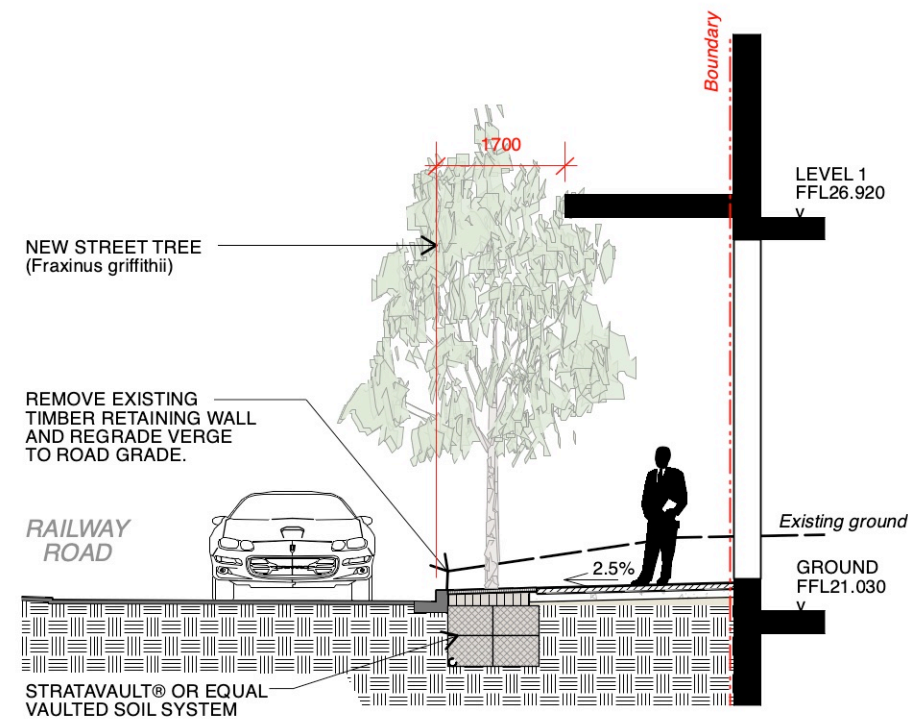 Boundary
1700
LEVEL 1
FFL26.920
NEW STREET TREE
(Fraxinus griffithii)
REMOVE EXISTING
TIMBER RETAINING WALL
AND REGRADE VERGE
TO ROAD GRADE.
RAILWAY
ROAD
Existing ground
2.5%
GROUND
FFL21.030
STRATAVAULT® OR EQUAL
VAULTED SOIL SYSTEM